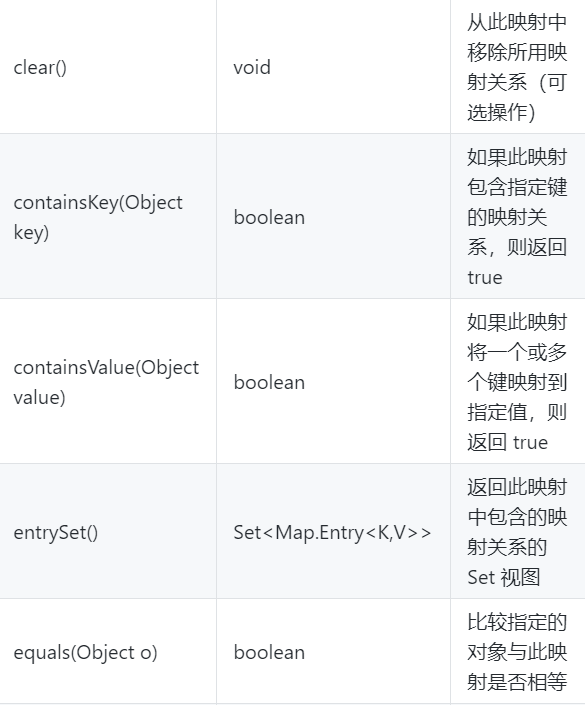 clear()
void
从此映射中
移除所用映
射关系（可
选操作）
containsKey(Object
key)
boolean
如果此映射
包含指定键
的映射关
系，则返回
true
containsValue(Object
value)
boolean
如果此映射
将一个或多
个键映射到
指定值，则
返回 true
entrySet()
Set<Map.Entry<K,V>>
返回此映射
中包含的映
射关系的
Set 视图
equals(Object o)
boolean
比较指定的
对象与此映
射是否相等